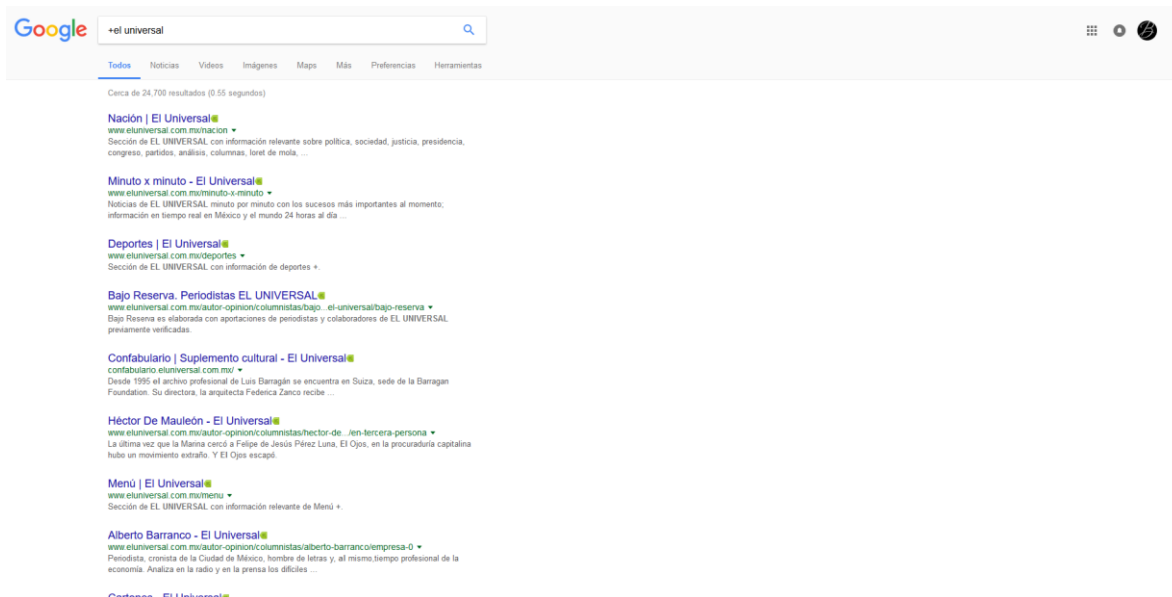 Google
+el universal
Todos Noticias Videos Imágenes Maps Más Preferencias Herramientas
Cerca de 24,700 resultados (0.55 segundos)
Nación | El Universal
www.eluniversal.com.mx/nacion
Sección de EL UNIVERSAL con información relevante sobre política, sociedad, justicia, presidencia,
congreso, partidos, análisis, columnas, loret de mola, ...
Minuto x minuto - El Universal
www.eluniversal.com.mx/minuto-x-minuto
Noticias de EL UNIVERSAL minuto por minuto con los sucesos más importantes al momento;
información en tiempo real en México y el mundo 24 horas al día ...
Deportes | El Universal
www.eluniversal.com.mx/deportes
Sección de EL UNIVERSAL con información de deportes +.
Bajo Reserva. Periodistas EL UNIVERSAL
www.eluniversal.com.mx/autor-opinion/columnistas/bajo...el-universal/bajo-reserva
Bajo Reserva es elaborada con aportaciones de periodistas y colaboradores de EL UNIVERSAL
previamente verificadas.
Confabulario | Suplemento cultural - El Universal
confabulario.eluniversal.com.mx/
Desde 1995 el archivo profesional de Luis Barragán se encuentra en Suiza, sede de la Barragan
Foundation. Su directora, la arquitecta Federica Zanco recibe ...
Héctor De Mauleón - El Universal
www.eluniversal.com.mx/autor-opinion/columnistas/hector-de.../en-tercera-persona
La última vez que la Marina cercó a Felipe de Jesús Pérez Luna, El Ojos, en la procuraduría capitalina
hubo un movimiento extraño. Y El Ojos escapó.
Menú | El Universal
www.eluniversal.com.mx/menu
Sección de EL UNIVERSAL con información relevante de Menú +.
Alberto Barranco - El Universal
www.eluniversal.com.mx/autor-opinion/columnistas/alberto-barranco/empresa-0
Periodista, cronista de la Ciudad de México, hombre de letras y, al mismo,tiempo profesional de la
economía. Analiza en la radio y en la prensa los difíciles ...
El Universal